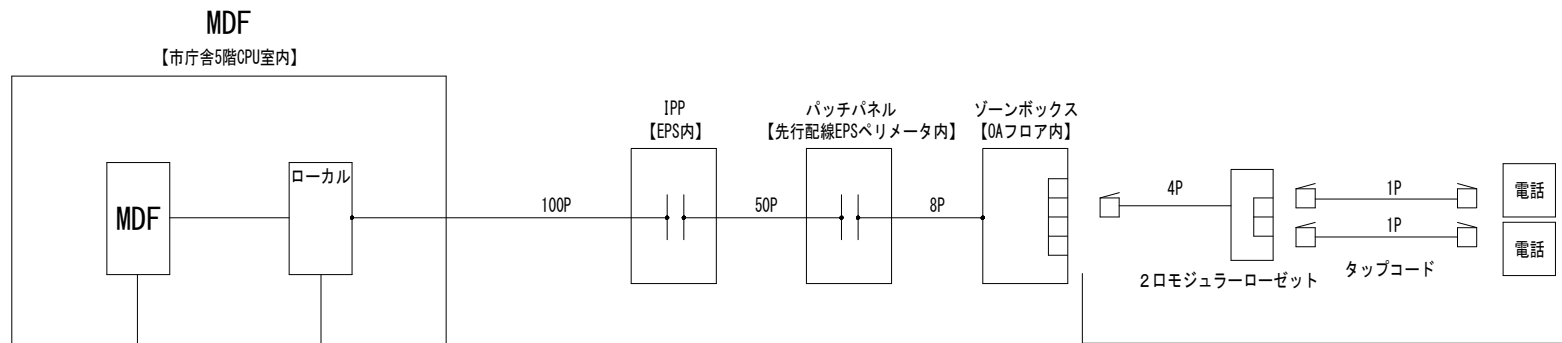 MDF
【市庁舎5階CPU室内】
IPP
【EPS内】
パッチパネル
【先行配線EPSペリメータ内】
ゾーンボックス
【OAフロア内】
MDF
ローカル
100P
50P
8P
4P
1P
1P
電話
電話
2口モジュラーローゼット
タップコード